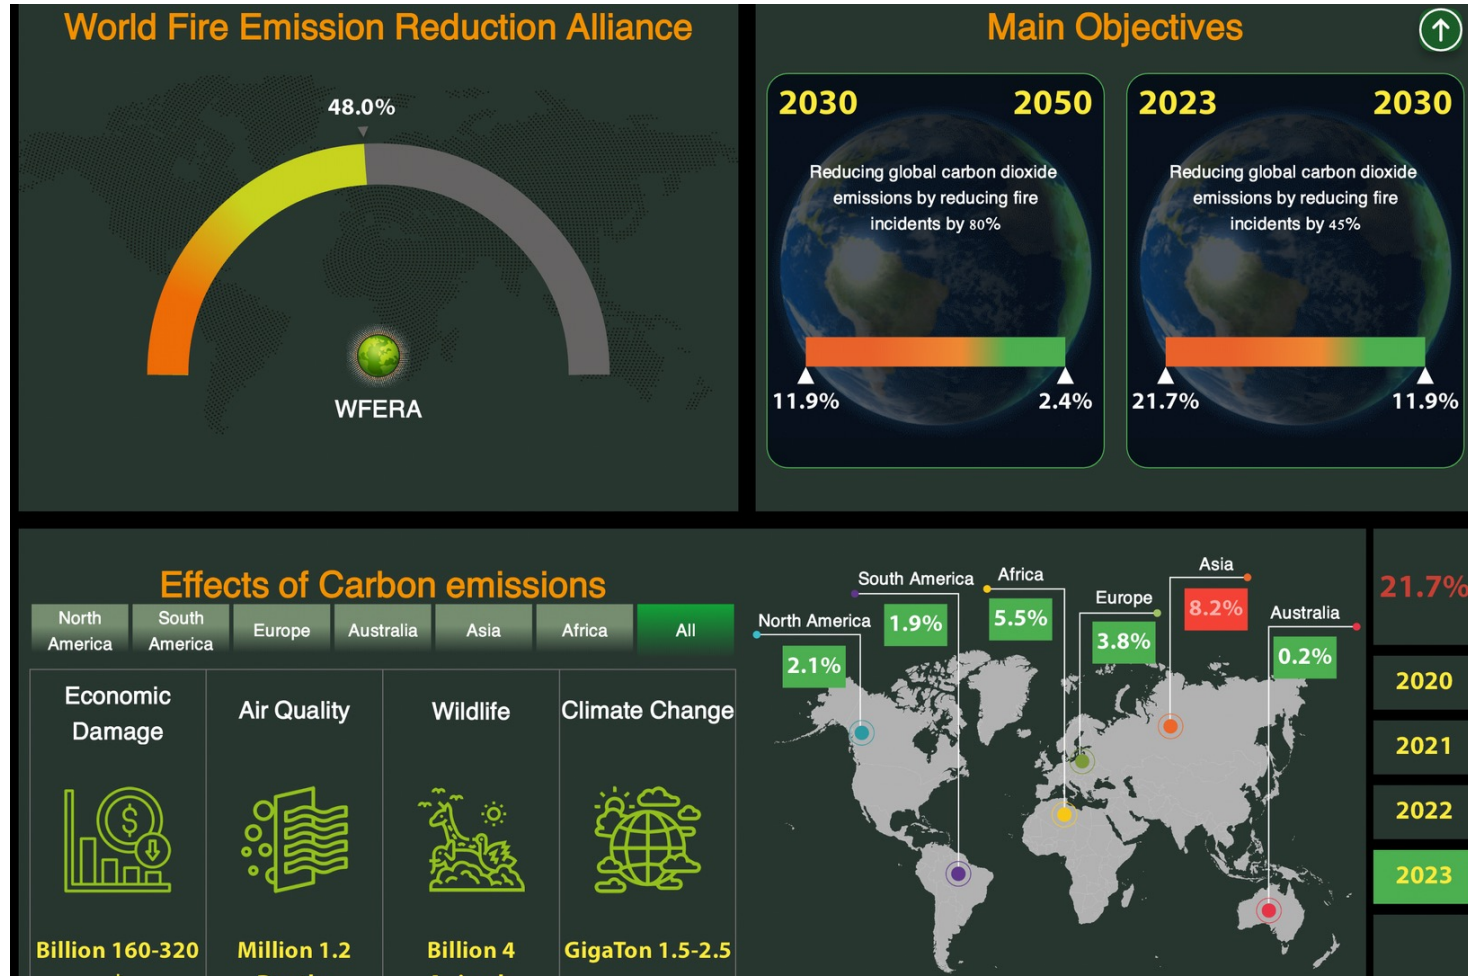 World Fire Emission Reduction Alliance
48.0%
WFERA
Main Objectives
2030 2050
Reducing global carbon dioxide
emissions by reducing fire
incidents by 80%
11.9% 2.4%
2023 2030
Reducing global carbon dioxide
emissions by reducing fire
incidents by 45%
21.7% 11.9%
Effects of Carbon emissions
North
America
South
America
Europe
Australia
Asia
Africa
All
Economic
Damage
Billion 160-320
Air Quality
Million 1.2
Wildlife
Billion 4
Climate Change
GigaTon 1.5-2.5
North America
2.1%
South America
1.9%
Africa
5.5%
Europe
3.8%
Asia
8.2%
Australia
0.2%
21.7%
2020
2021
2022
2023